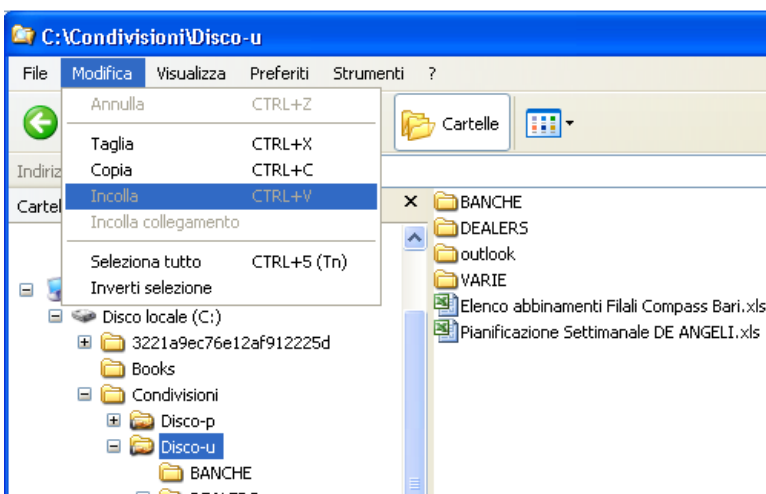 C:\Condivisioni\Disco-u
File Modifica Visualizza Preferiti Strumenti ?
Annulla CTRL+Z
Cartelle
Taglia CTRL+X
Copia CTRL+C
Incolla CTRL+V
Incolla collegamento
Seleziona tutto CTRL+5 (Tn)
Inverti selezione
Disco locale (C:)
3221a9ec76e12af912225d
Books
Condivisioni
Disco-p
Disco-u
BANCHE
BANCHE
DEALERS
outlook
VARIE
Elenco abbinamenti Filali Compass Bari.xls
Pianificazione Settimanale DE ANGELI.xls